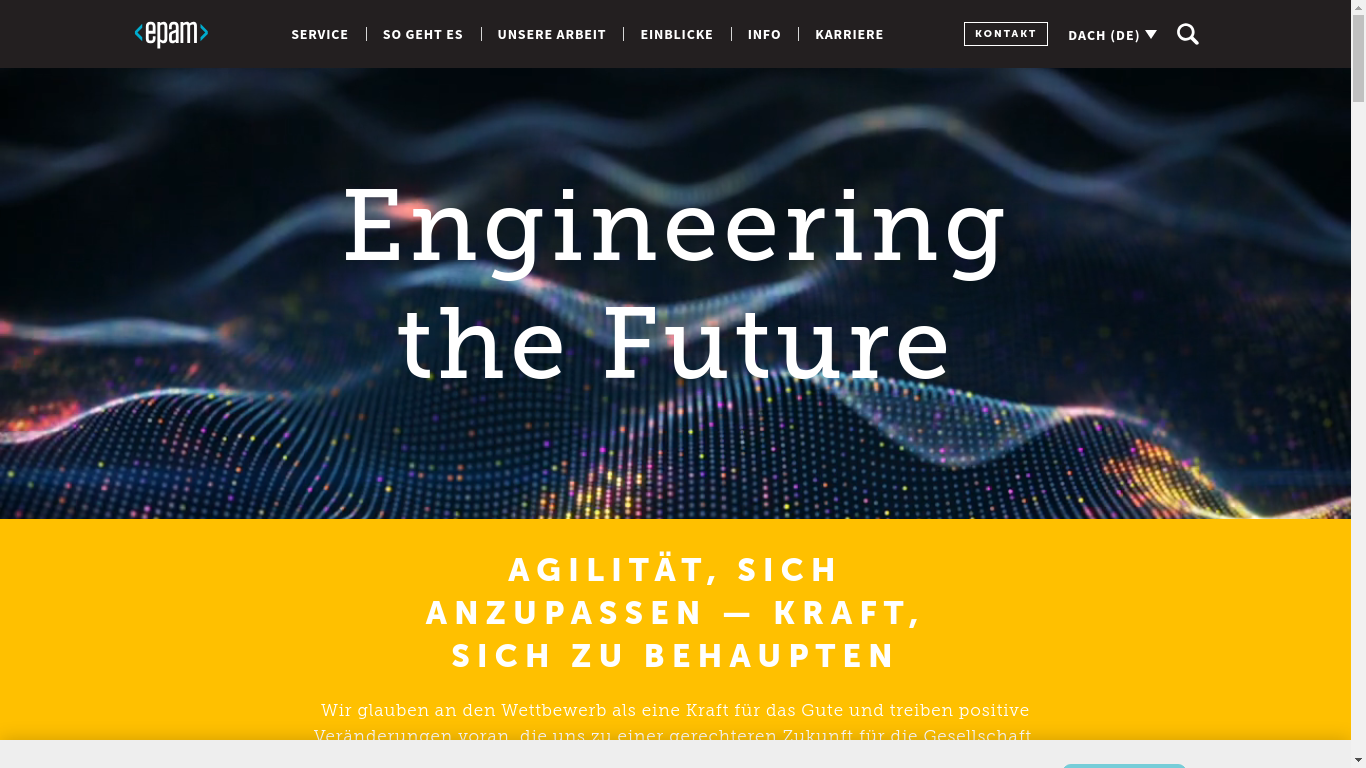 <epam>
SERVICE
SO GEHT ES
UNSERE ARBEIT
EINBLICKE
INFO
KARRIERE
KONTAKT
DACH (DE)
Engineering
the Future
AGILITÄT, SICH
ANZUPASSEN — KRAFT,
SICH ZU BEHAUPTEN
Wir glauben an den Wettbewerb als eine Kraft für das Gute und treiben positive
Veränderungen voran, die uns zu einer gerechteren Zukunft für die Gesellschaft